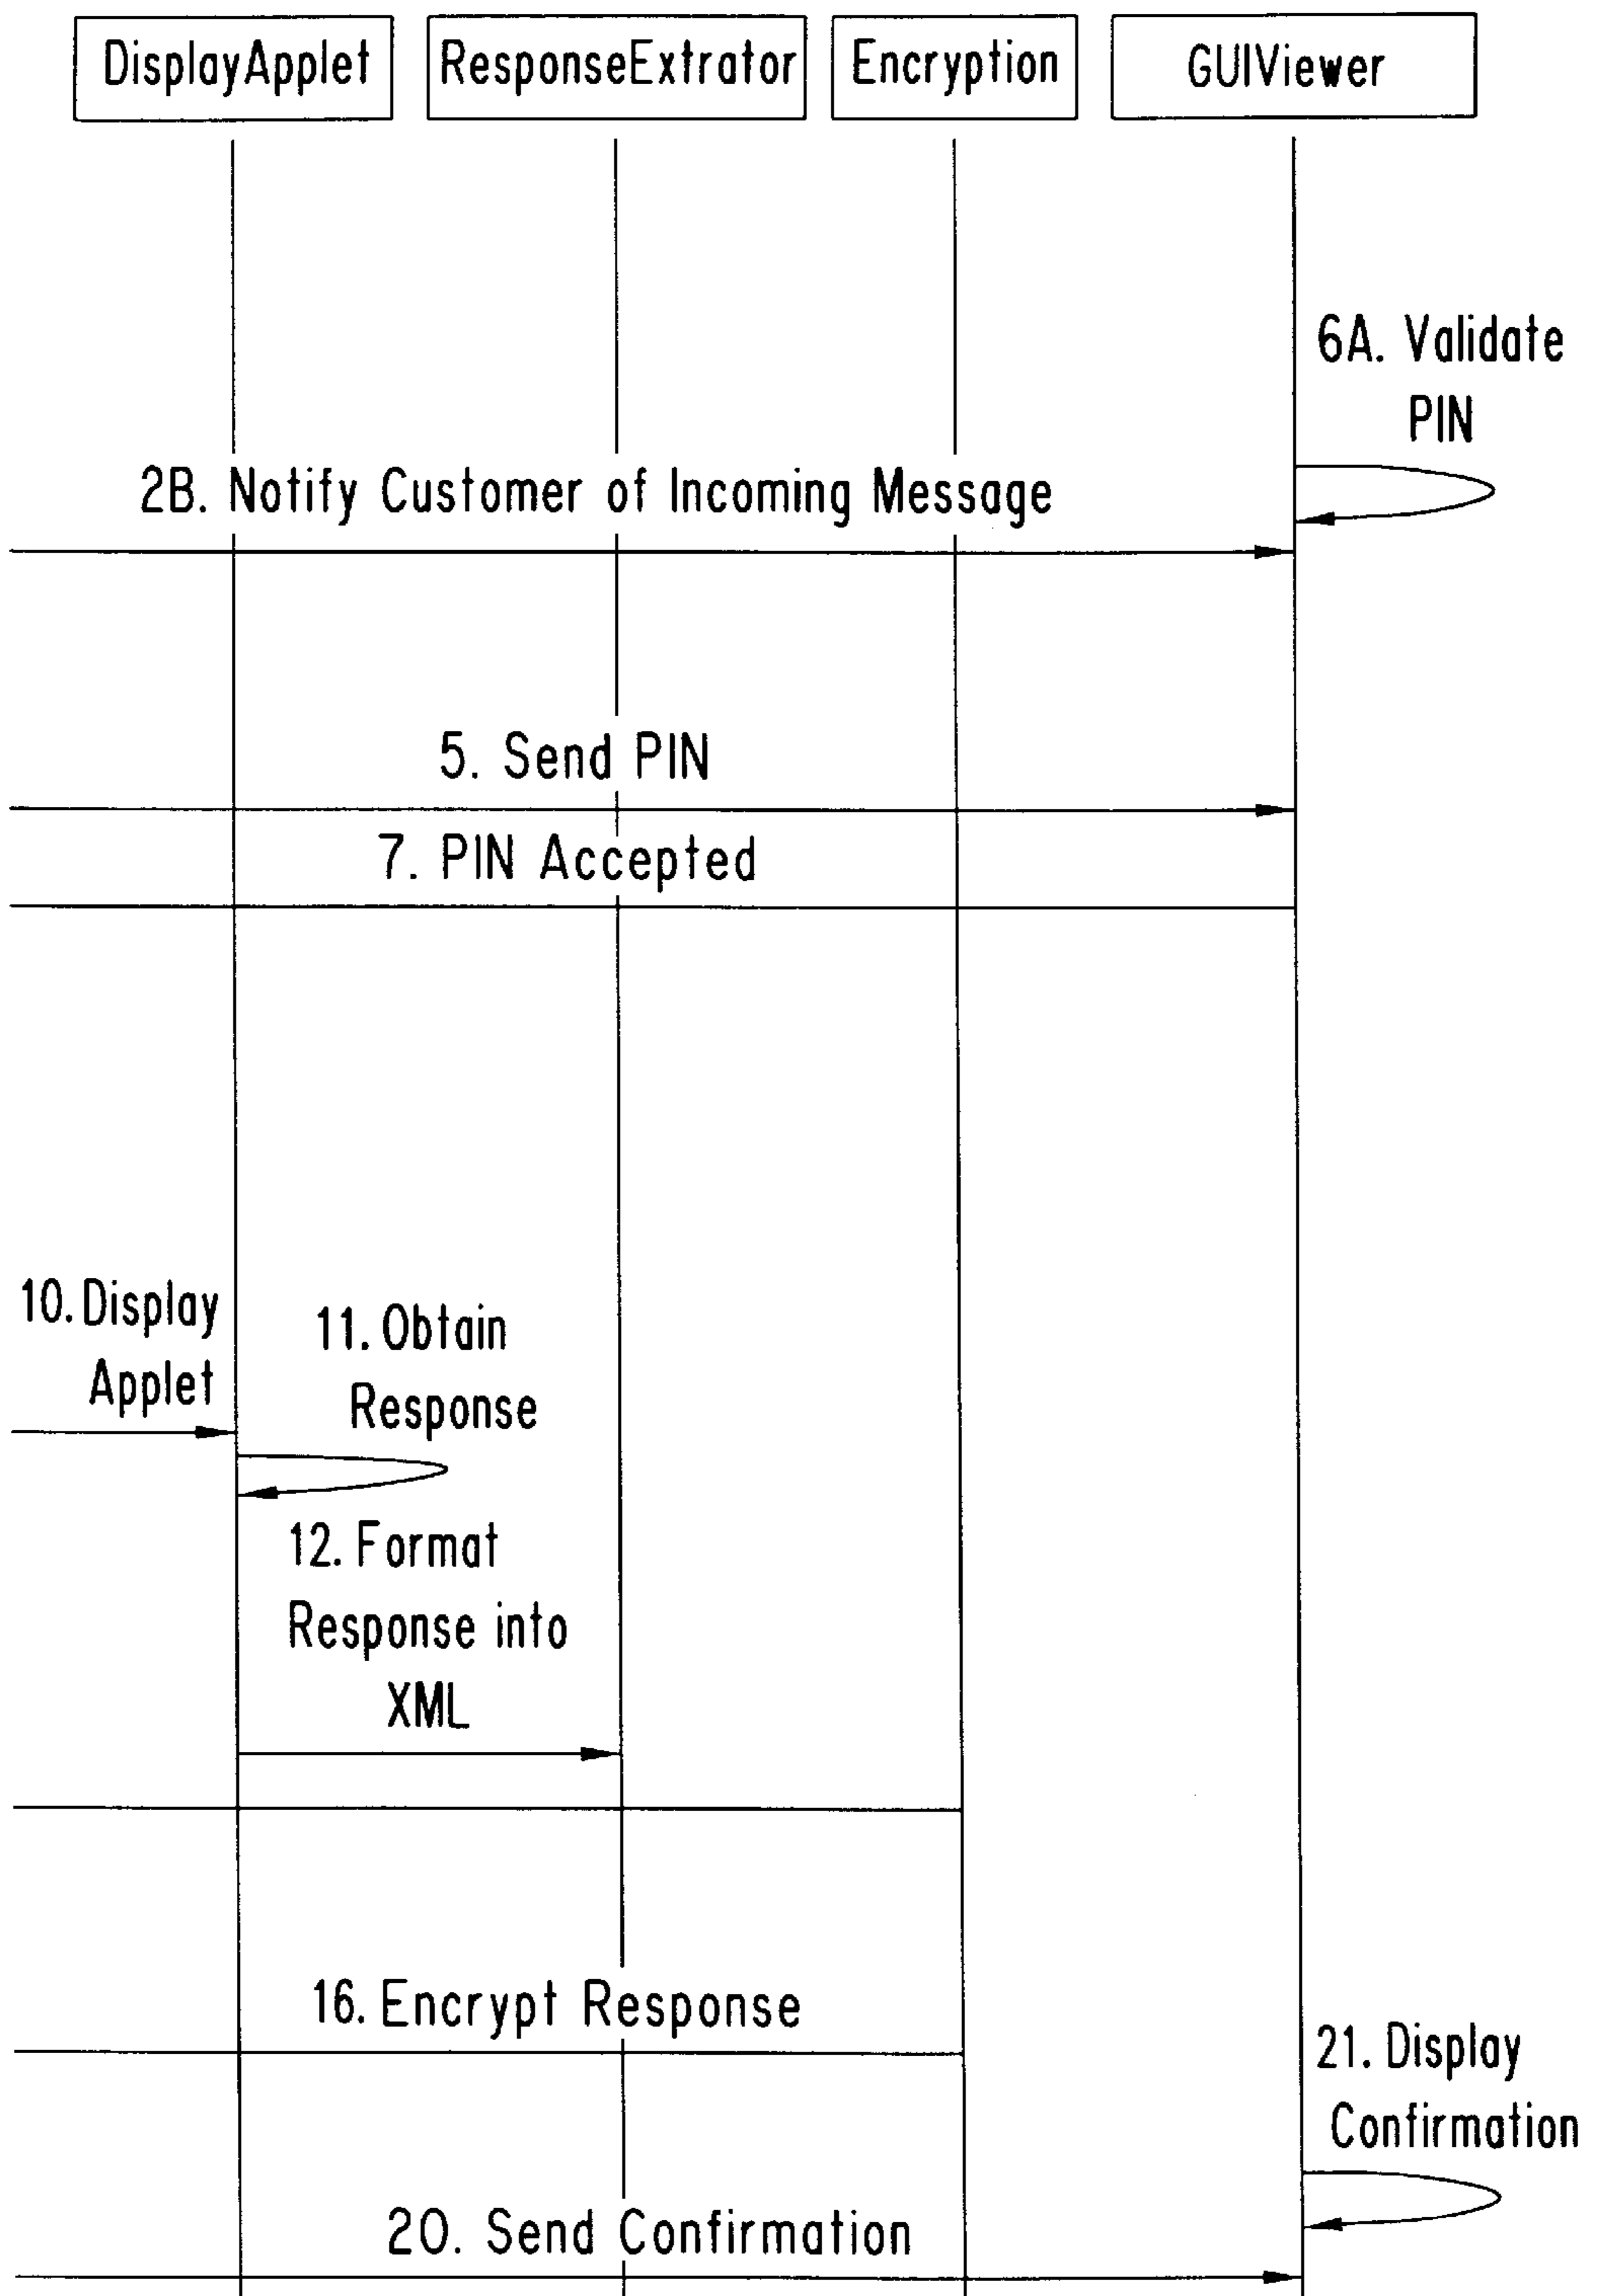 DisplayApplet
ResponseExtrator
Encryption
GUIViewer
6A. Validate
PIN
2B. Notify Customer of Incoming Message
5. Send PIN
7. PIN Accepted
10. Display
Applet
11. Obtain
Response
12. Format
Response into
XML
16. Encrypt Response
21. Display
Confirmation
20. Send Confirmation